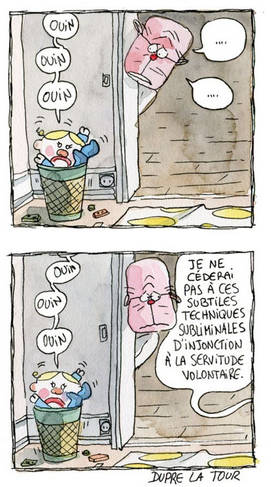 OUIN
OUIN
OUIN
....
....
OUIN
OUIN
OUIN
JE NE
CÉDERAI
PAS À CES
SUBTILES
TECHNIQUES
SUBLIMINALES
D'INJONCTION
À LA SERVITUDE
VOLONTAIRE.
DUPRE LA TOUR